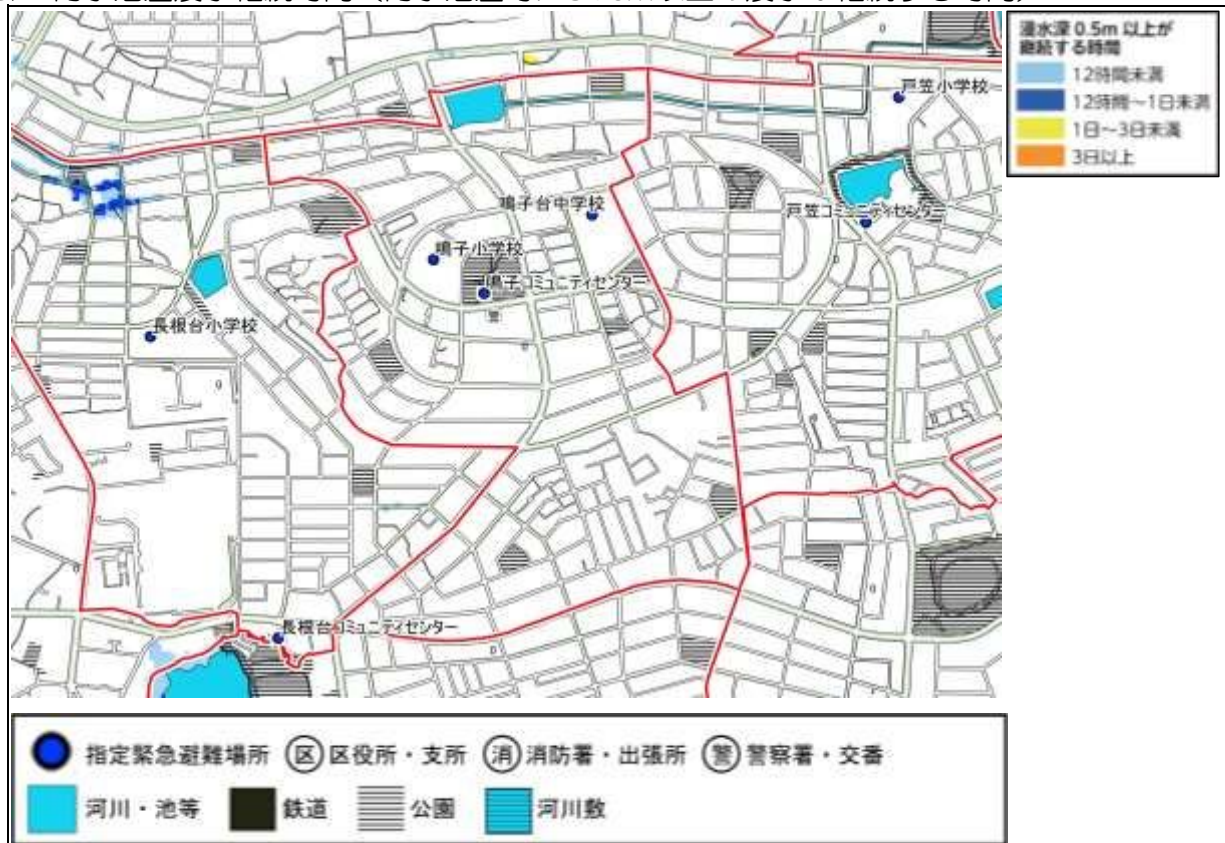 浸水深 0.5m 以上が
継続する時間
12時間未満
12時間～1日未満
1日～3日未満
3日以上
戸笠小学校
鳴子台中学校
戸笠コミュニティセンター
鳴子小学校
鳴子コミュニティセンター
長根台小学校
長根台コミュニティセンター
指定緊急避難場所 区 区役所・支所 消 消防署・出張所 警 警察署・交番
河川・池等 鉄道 公園 河川敷